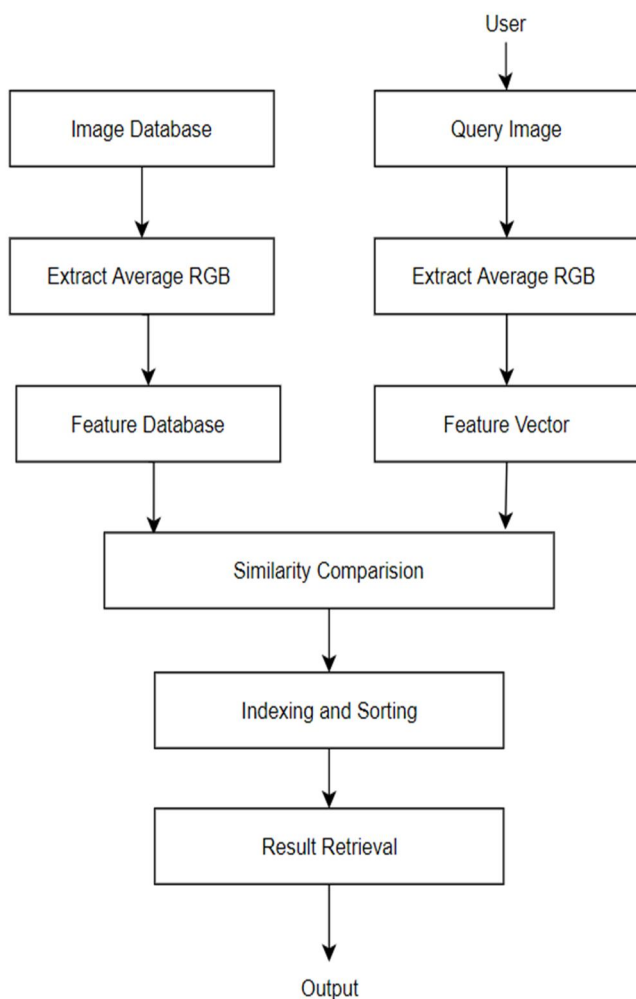 User
Image Database
Query Image
Extract Average RGB
Extract Average RGB
Feature Database
Feature Vector
Similarity Comparision
Indexing and Sorting
Result Retrieval
Output